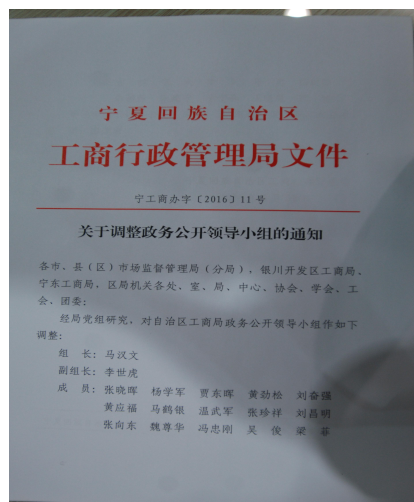 宁夏回族自治区
工商行政管理局文件
宁工商办字〔2016〕11号
关于调整政务公开领导小组的通知
各市、县（区）市场监督管理局（分局），银川开发区工商局、
宁东工商局，区局机关各处、室、局、中心、协会、学会、工
会、团委：
经局党组研究，对自治区工商局政务公开领导小组作如下
调整：
组　长：马汉文
副组长：李世虎
成　员：张晓晖　杨学军　贾东晖　黄劲松　刘奋强
黄应福　马鹤银　温武军　张珍祥　刘昌明
张向东　魏尊华　冯忠刚　吴　俊　梁